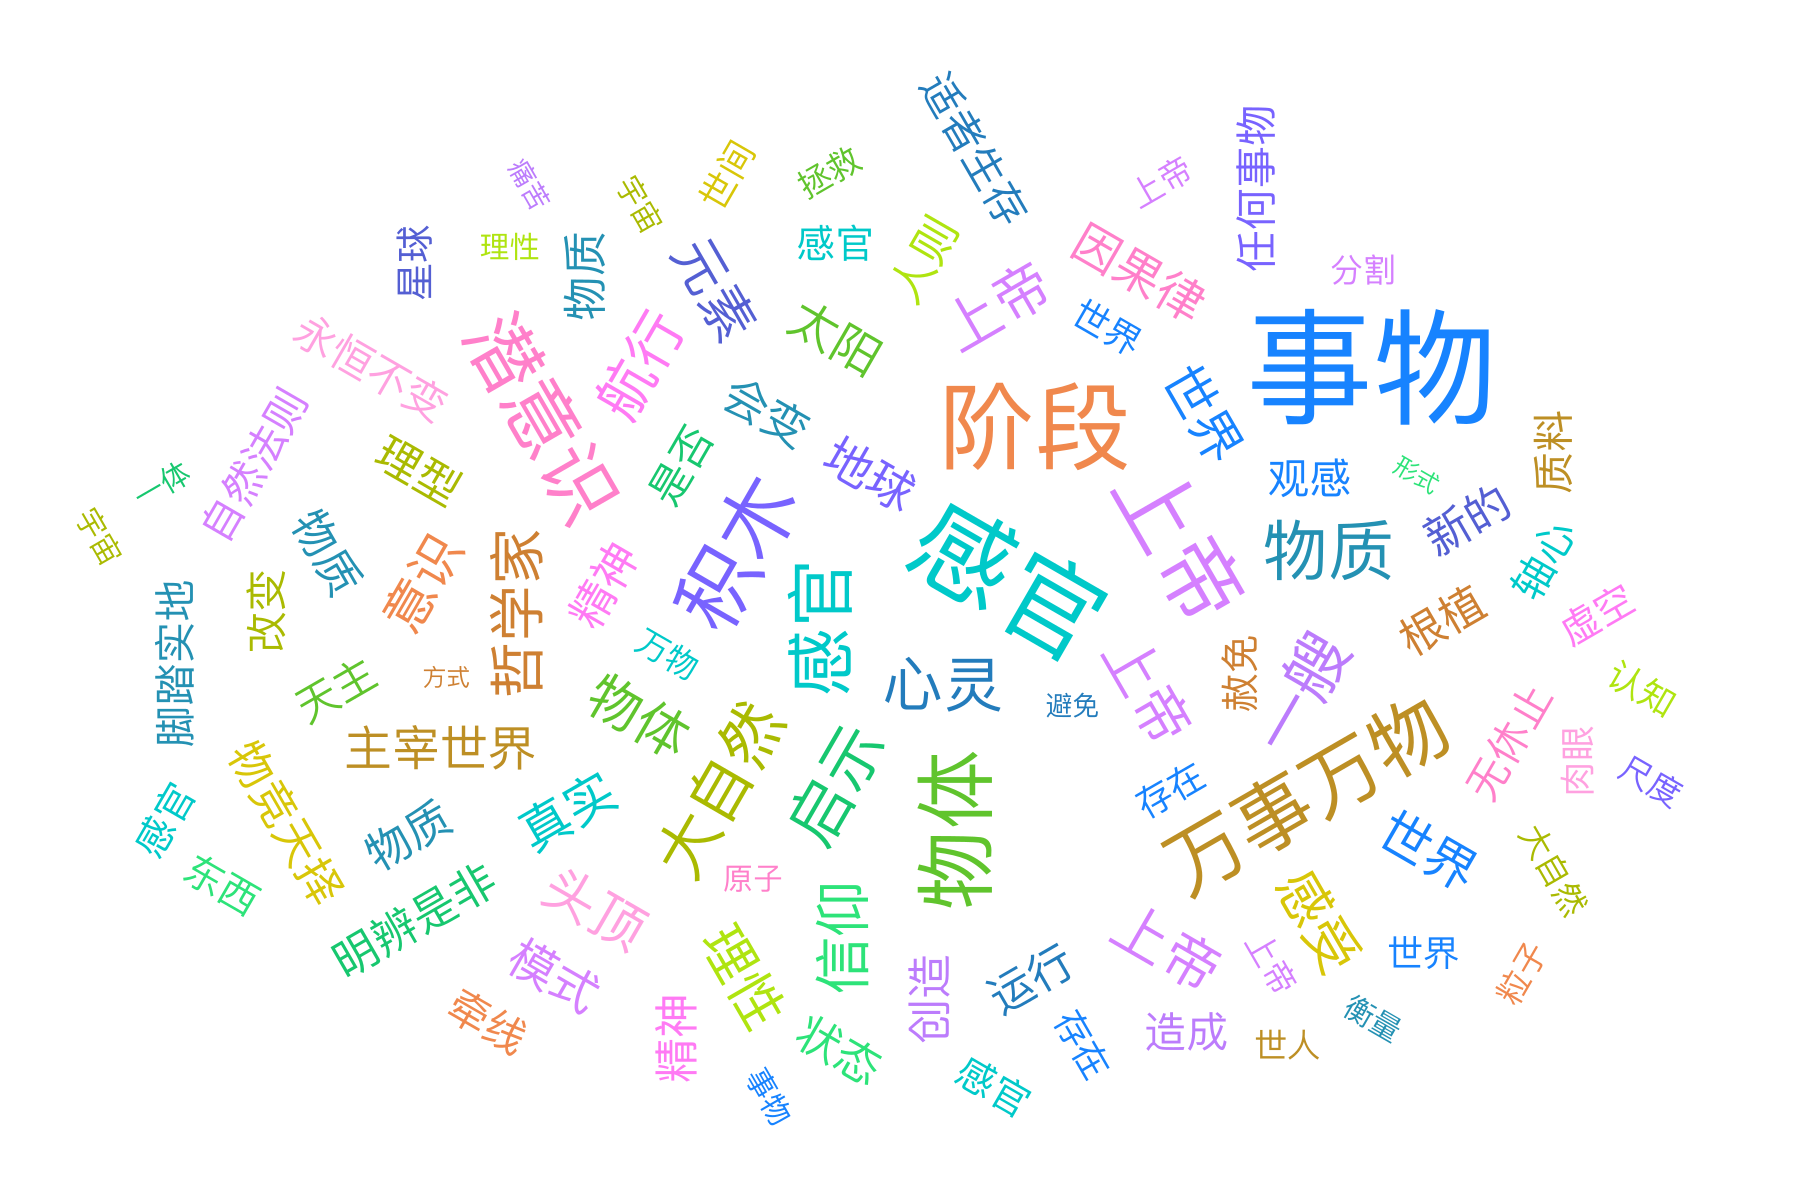 适者生存
任何事物
上帝
世间
拯救
痛苦
宇宙
星球
理性
物质
元素
感官
人则
上帝
因果律
分割
世界
永恒不变
潜意识
航行
太阳
事物
阶段
世界
会变
自然法则
理型
是否
地球
观感
形式
质料
一体
宇宙
物质
意识
哲学家
精神
积木
感官
感官
上帝
物质
新的
轴心
虚空
根植
认知
脚踏实地
改变
天主
方式
万物
物体
心灵
避免
上帝
赦免
一艘
无休止
肉眼
尺度
主宰世界
大自然
启示
物体
存在
万事万物
世界
大自然
感官
物竞天择
物质
真实
东西
明辨是非
头顶
原子
信仰
理性
模式
牵线
精神
状态
事物
创造
运行
存在
感官
上帝
上帝
感受
世界
粒子
衡量
造成
世人